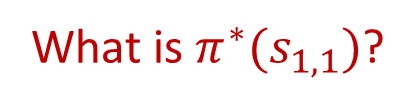 What is π*(s₁,₁)?